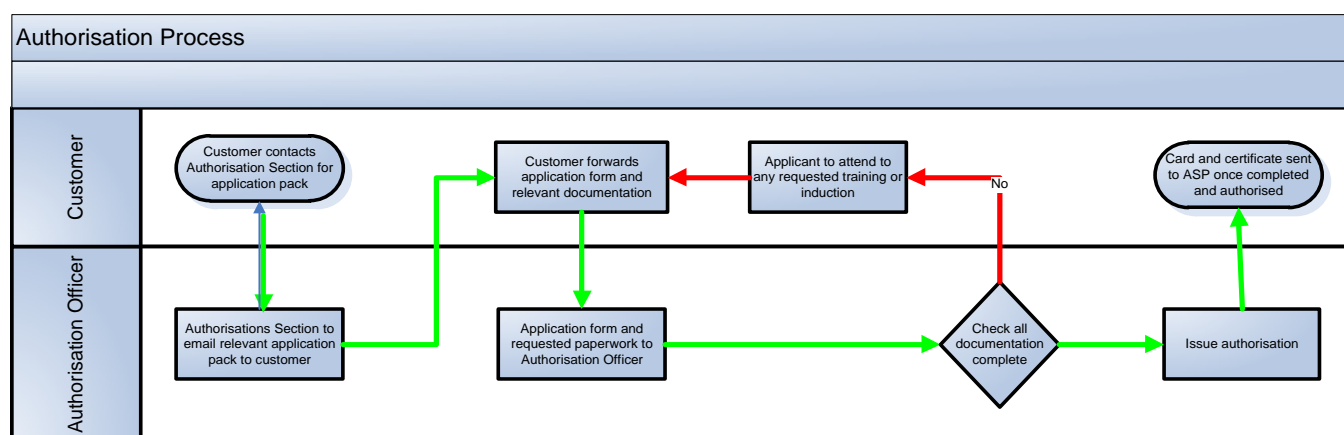 Authorisation Process
Customer
Customer contacts
Authorisation Section for
application pack
Customer forwards
application form and
relevant documentation
Applicant to attend to
any requested training or
induction
No
Card and certificate sent
to ASP once completed
and authorised
Authorisation Officer
Authorisations Section to
email relevant application
pack to customer
Application form and
requested paperwork to
Authorisation Officer
Check all
documentation
complete
Issue authorisation